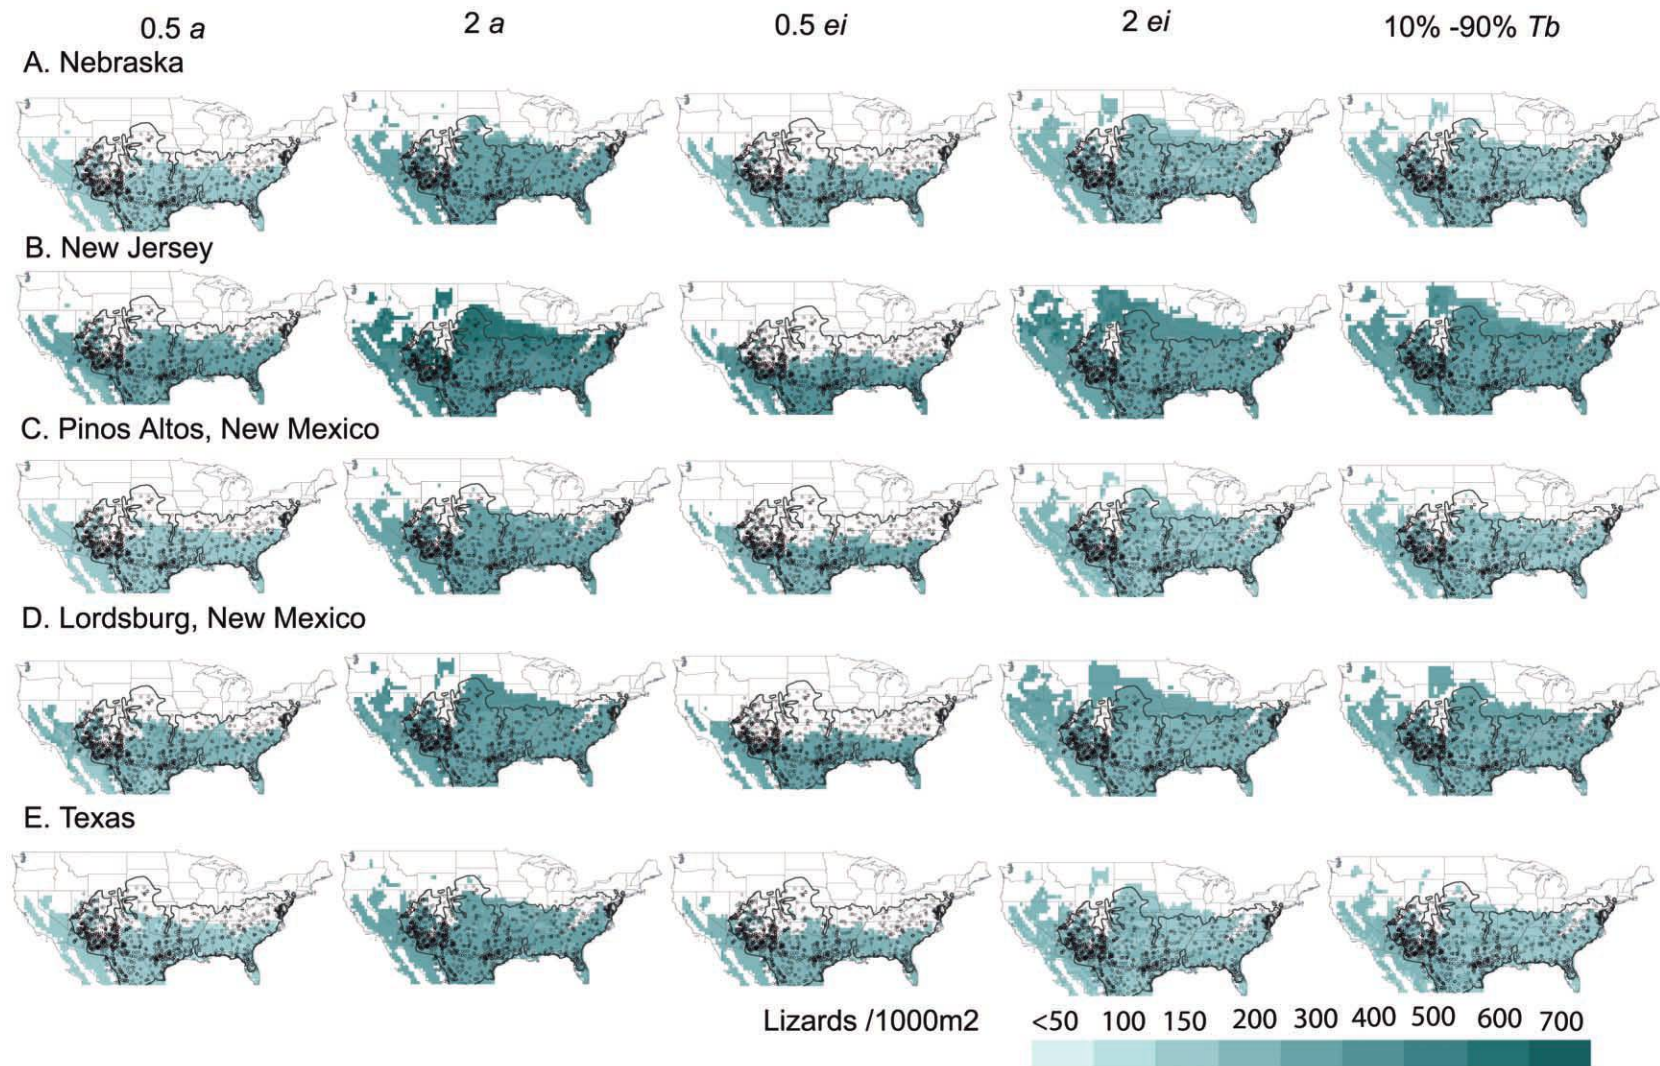 0.5 a 2 a 0.5 ei 2 ei 10% -90% Tb
A. Nebraska
B. New Jersey
C. Pinos Altos, New Mexico
D. Lordsburg, New Mexico
E. Texas
Lizards /1000m2 <50 100 150 200 300 400 500 600 700